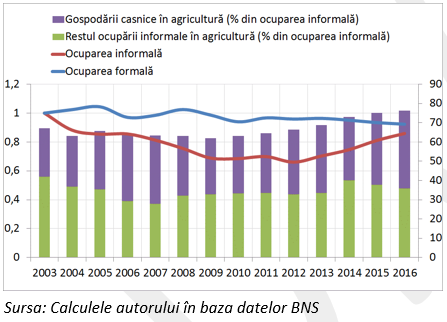 Gospodării casnice în agricultură (% din ocuparea informală)
Restul ocupării informale în agricultură (% din ocuparea informală)
Ocuparea informală
Ocuparea formală
1,2
1
0,8
0,6
0,4
0,2
0
90
80
70
60
50
40
30
20
10
0
2003 2004 2005 2006 2007 2008 2009 2010 2011 2012 2013 2014 2015 2016
Sursa: Calculele autorului în baza datelor BNS